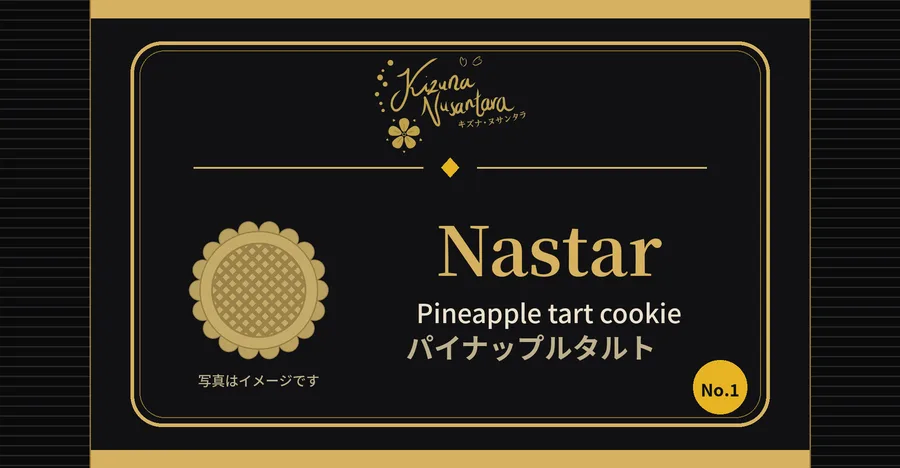 Kizuna
Nusantara
キズナ・ヌサンタラ
Nastar
Pineapple tart cookie
パイナップルタルト
写真はイメージです
No.1